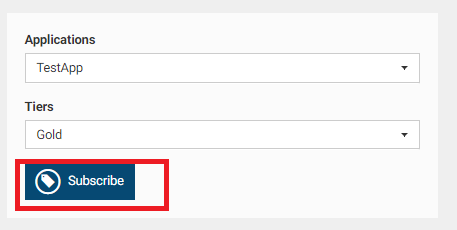 Applications
TestApp
Tiers
Gold
Subscribe